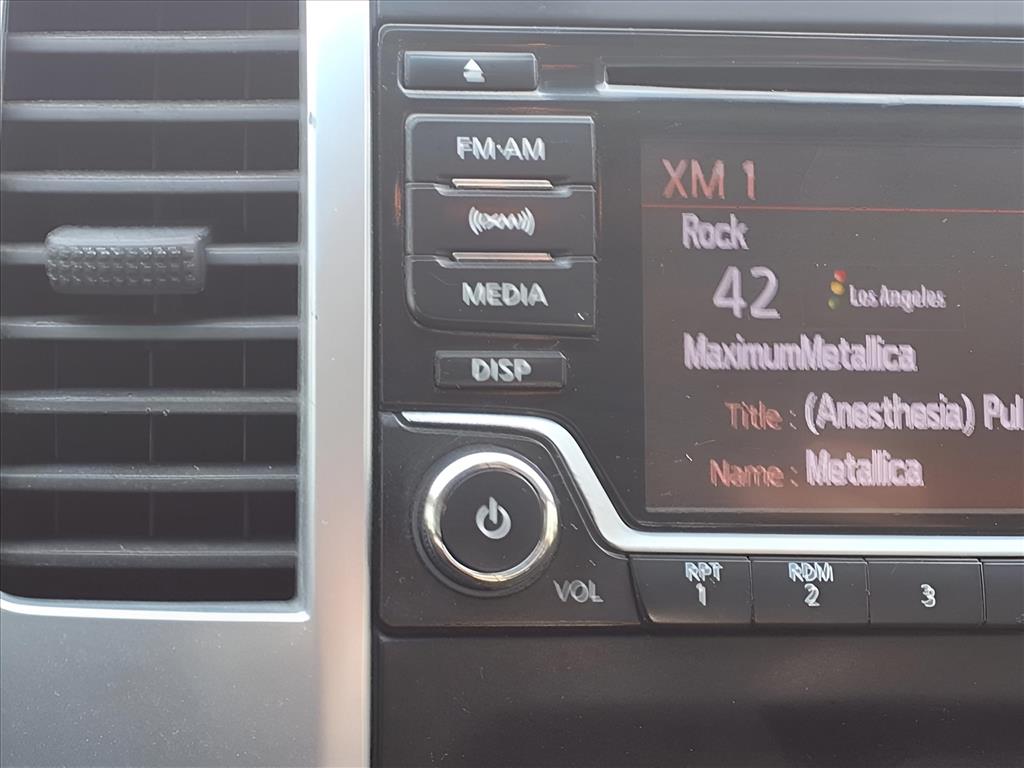 FM·AM
XM
MEDIA
DISP
XM 1
Rock
42 Los Angeles
MaximumMetallica
Title : (Anesthesia) Pul
Name : Metallica
VOL
RPT
1
RDM
2
3